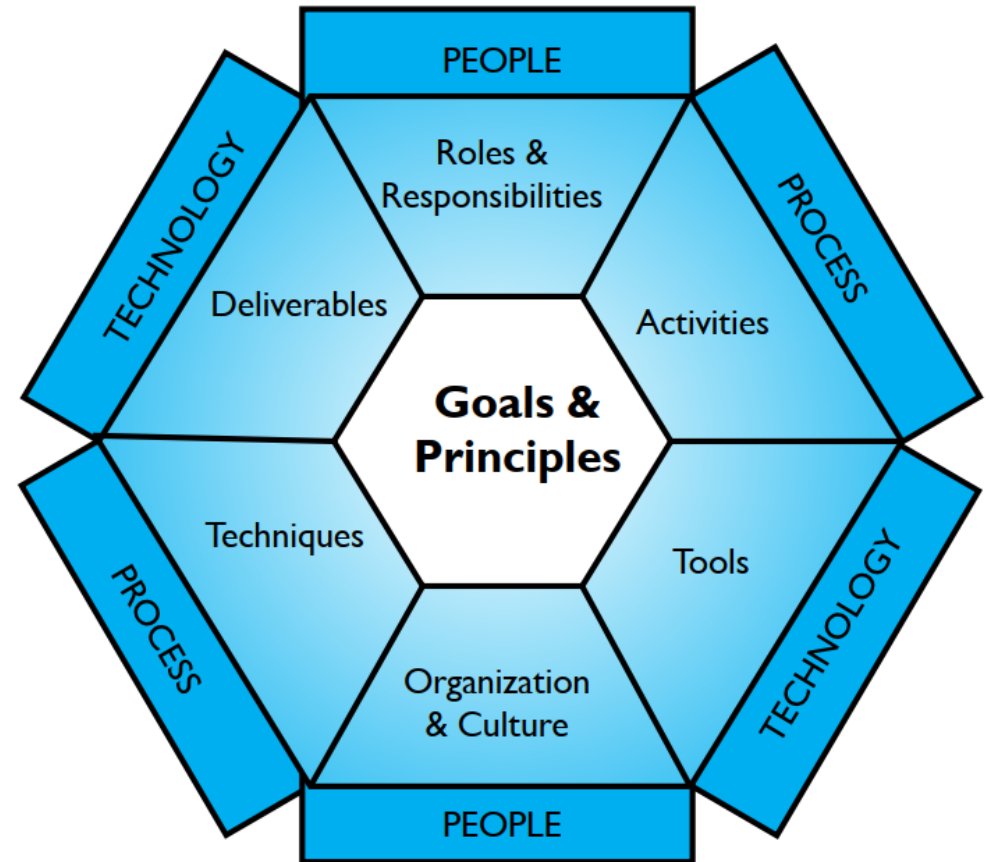 PEOPLE
Roles &
Responsibilities
TECHNOLOGY
PROCESS
Deliverables
Activities
Goals &
Principles
Techniques
Tools
PROCESS
TECHNOLOGY
Organization
& Culture
PEOPLE